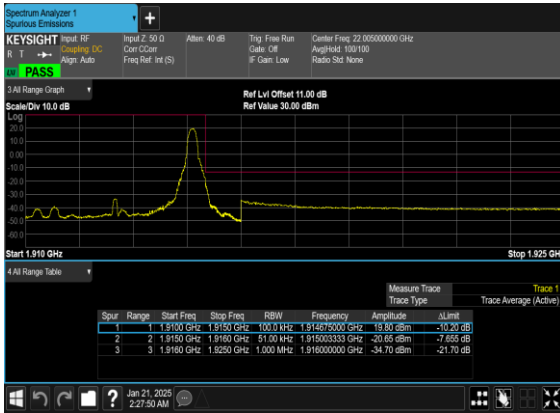 Spectrum Analyzer 1
Spurious Emissions
+
KEYSIGHT Input: RF Input Z: 50 Ω Atten: 40 dB Trig: Free Run Center Freq: 22.005000000 GHz
R T Coupling: DC Corr CCorr Gate: Off Avg|Hold: 100/100
Align: Auto Freq Ref: Int (S) IF Gain: Low Radio Std: None
PASS
3 All Range Graph
Ref Lvl Offset 11.00 dB
Scale/Div 10.0 dB Ref Value 30.00 dBm
Log
20.0
10.0
0.00
-10.0
-20.0
-30.0
-40.0
-50.0
-60.0
Start 1.910 GHz Stop 1.925 GH
4 All Range Table
Measure Trace Trace 1
Trace Type Trace Average (Active)
Spur Range Start Freq Stop Freq RBW Frequency Amplitude ΔLimit
1 1 1.9100 GHz 1.9150 GHz 100.0 kHz 1.914675000 GHz 19.80 dBm -10.20 dB
2 2 1.9150 GHz 1.9160 GHz 51.00 kHz 1.915003333 GHz -20.65 dBm -7.655 dB
3 3 1.9160 GHz 1.9250 GHz 1.000 MHz 1.916000000 GHz -34.70 dBm -21.70 dB
? Jan 21, 2025
2:27:50 AM